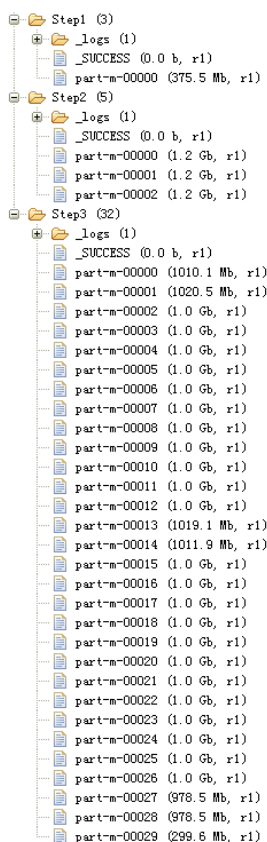 Step1 (3)
_logs (1)
_SUCCESS (0.0 b, r1)
part-00000 (375.5 Mb, r1)
Step2 (5)
_logs (1)
_SUCCESS (0.0 b, r1)
part-m-00000 (1.2 Gb, r1)
part-m-00001 (1.2 Gb, r1)
part-m-00002 (1.2 Gb, r1)
Step3 (32)
_logs (1)
_SUCCESS (0.0 b, r1)
part-m-00000 (1010.1 Mb, r1)
part-m-00001 (1020.5 Mb, r1)
part-m-00002 (1.0 Gb, r1)
part-m-00003 (1.0 Gb, r1)
part-m-00004 (1.0 Gb, r1)
part-m-00005 (1.0 Gb, r1)
part-m-00006 (1.0 Gb, r1)
part-m-00007 (1.0 Gb, r1)
part-m-00008 (1.0 Gb, r1)
part-m-00009 (1.0 Gb, r1)
part-m-00010 (1.0 Gb, r1)
part-m-00011 (1.0 Gb, r1)
part-m-00012 (1.0 Gb, r1)
part-m-00013 (1019.1 Mb, r1)
part-m-00014 (1011.9 Mb, r1)
part-m-00015 (1.0 Gb, r1)
part-m-00016 (1.0 Gb, r1)
part-m-00017 (1.0 Gb, r1)
part-m-00018 (1.0 Gb, r1)
part-m-00019 (1.0 Gb, r1)
part-m-00020 (1.0 Gb, r1)
part-m-00021 (1.0 Gb, r1)
part-m-00022 (1.0 Gb, r1)
part-m-00023 (1.0 Gb, r1)
part-m-00024 (1.0 Gb, r1)
part-m-00025 (1.0 Gb, r1)
part-m-00026 (1.0 Gb, r1)
part-m-00027 (978.5 Mb, r1)
part-m-00028 (978.5 Mb, r1)
part-m-00029 (299.6 Mb, r1)